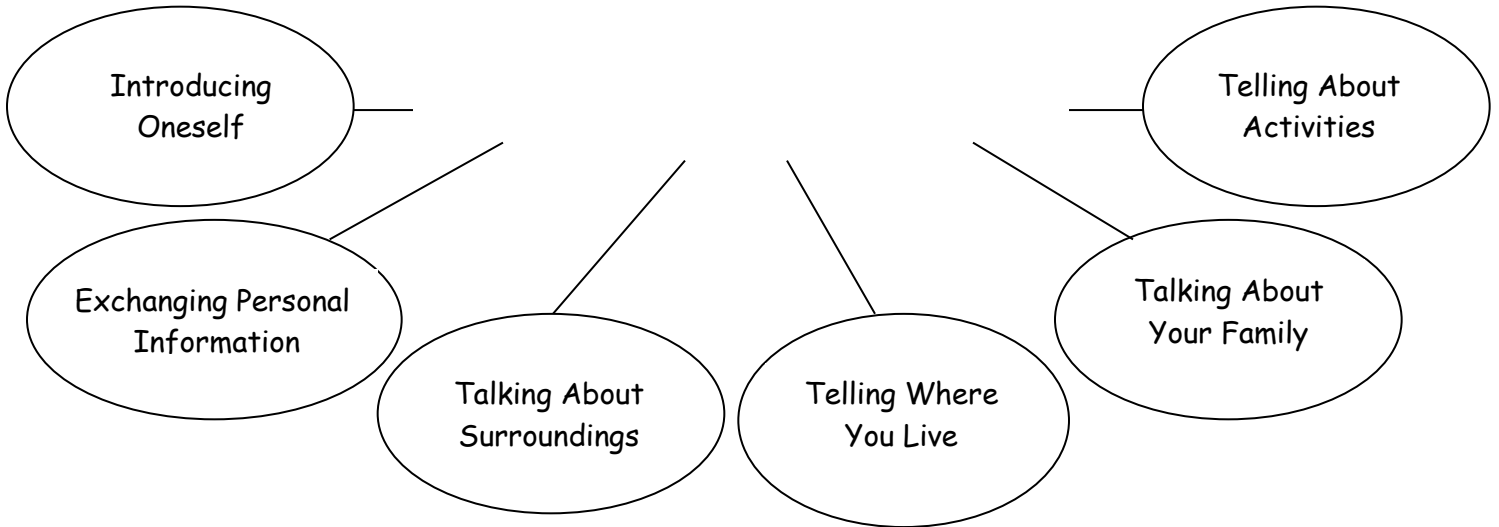 Introducing
Oneself
Exchanging Personal
Information
Talking About
Surroundings
Telling Where
You Live
Talking About
Your Family
Telling About
Activities